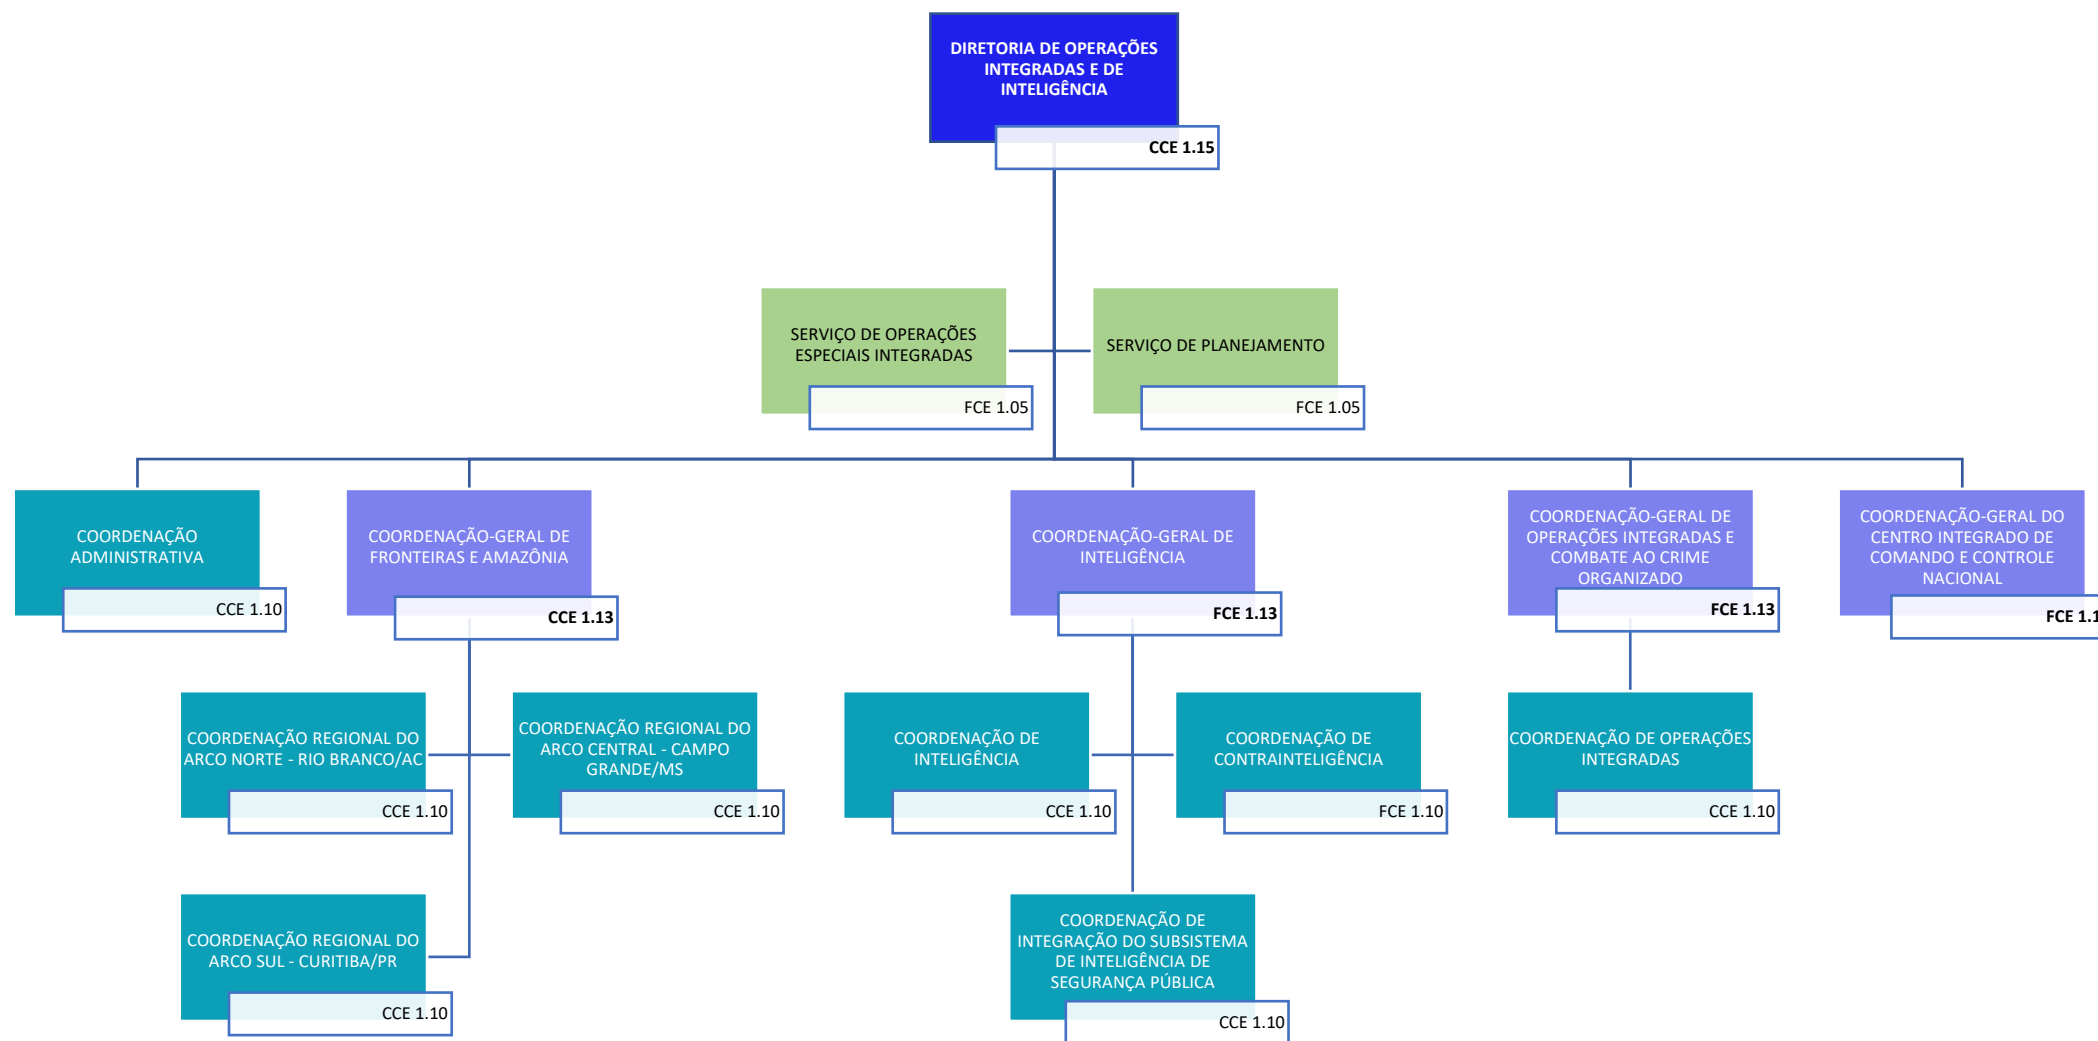 DIRETORIA DE OPERAÇÕES
INTEGRADAS E DE
INTELIGÊNCIA
CCE 1.15
SERVIÇO DE OPERAÇÕES
ESPECIAIS INTEGRADAS
FCE 1.05
SERVIÇO DE PLANEJAMENTO
FCE 1.05
COORDENAÇÃO
ADMINISTRATIVA
CCE 1.10
COORDENAÇÃO-GERAL DE
FRONTEIRAS E AMAZÔNIA
CCE 1.13
COORDENAÇÃO-GERAL DE
INTELIGÊNCIA
FCE 1.13
COORDENAÇÃO-GERAL DE
OPERAÇÕES INTEGRADAS E
COMBATE AO CRIME
ORGANIZADO
FCE 1.13
COORDENAÇÃO-GERAL DO
CENTRO INTEGRADO DE
COMANDO E CONTROLE
NACIONAL
FCE
COORDENAÇÃO REGIONAL DO
ARCO NORTE - RIO BRANCO/AC
CCE 1.10
COORDENAÇÃO REGIONAL DO
ARCO CENTRAL - CAMPO
GRANDE/MS
CCE 1.10
COORDENAÇÃO DE
INTELIGÊNCIA
CCE 1.10
COORDENAÇÃO DE
CONTRAINTELIGÊNCIA
FCE 1.10
COORDENAÇÃO DE OPERAÇÕES
INTEGRADAS
CCE 1.10
COORDENAÇÃO REGIONAL DO
ARCO SUL - CURITIBA/PR
CCE 1.10
COORDENAÇÃO DE
INTEGRAÇÃO DO SUBSISTEMA
DE INTELIGÊNCIA DE
SEGURANÇA PÚBLICA
CCE 1.10